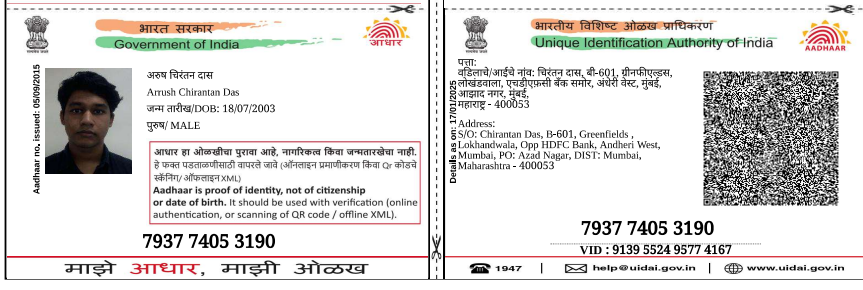 भारत सरकार
Government of India
आधार
Aadhaar no. issued: 05/09/2015
अरुष चिरंतन दास
Arrush Chirantan Das
जन्म तारीख/DOB: 18/07/2003
पुरुष/ MALE
आधार हा ओळखीचा पुरावा आहे, नागरिकत्व किंवा जन्मतारखेचा नाही.
हे फक्त पडताळणीसाठी वापरले जावे (ऑनलाइन प्रमाणीकरण किंवा Qr कोडचे
स्कॅनिंग/ ऑफलाइन XML)
Aadhaar is proof of identity, not of citizenship
or date of birth. It should be used with verification (online
authentication, or scanning of QR code / offline XML).
7937 7405 3190
माझे आधार, माझी ओळख
भारतीय विशिष्ट ओळख प्राधिकरण
Unique Identification Authority of India
AADHAAR
Details as on: 17/01/2025
पत्ता:
वडिलाचे/आईचे नांव: चिरंतन दास, बी-601, ग्रीनफील्ड्स,
लोखंडवाला, एचडीएफ़सी बैंक समोर, अंधेरी वेस्ट, मुंबई,
आझाद नगर, मुंबई,
महाराष्ट्र - 400053
Address:
S/O: Chirantan Das, B-601, Greenfields ,
Lokhandwala, Opp HDFC Bank, Andheri West,
Mumbai, PO: Azad Nagar, DIST: Mumbai,
Maharashtra - 400053
7937 7405 3190
VID : 9139 5524 9577 4167
1947
help@uidai.gov.in
www.uidai.gov.in